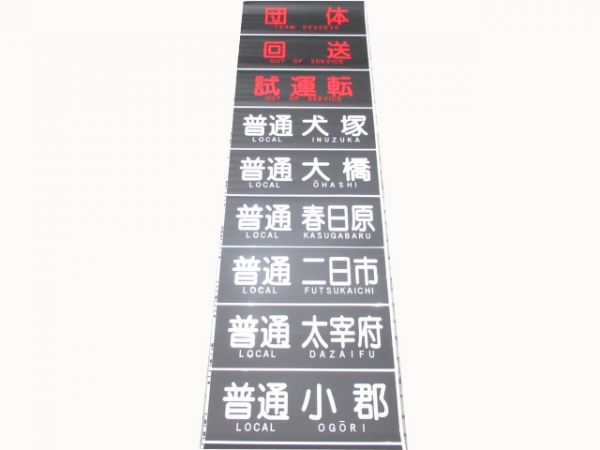 団体
TEAM RESERVE
回送
OUT OF SERVICE
試運転
OUT OF SERVICE
普通 犬塚
LOCAL INUZUKA
普通 大橋
LOCAL ŌHASHI
普通 春日原
LOCAL KASUGABARU
普通 二日市
LOCAL FUTSUKAICHI
普通 太宰府
LOCAL DAZAIFU
普通 小郡
LOCAL OGŌRI